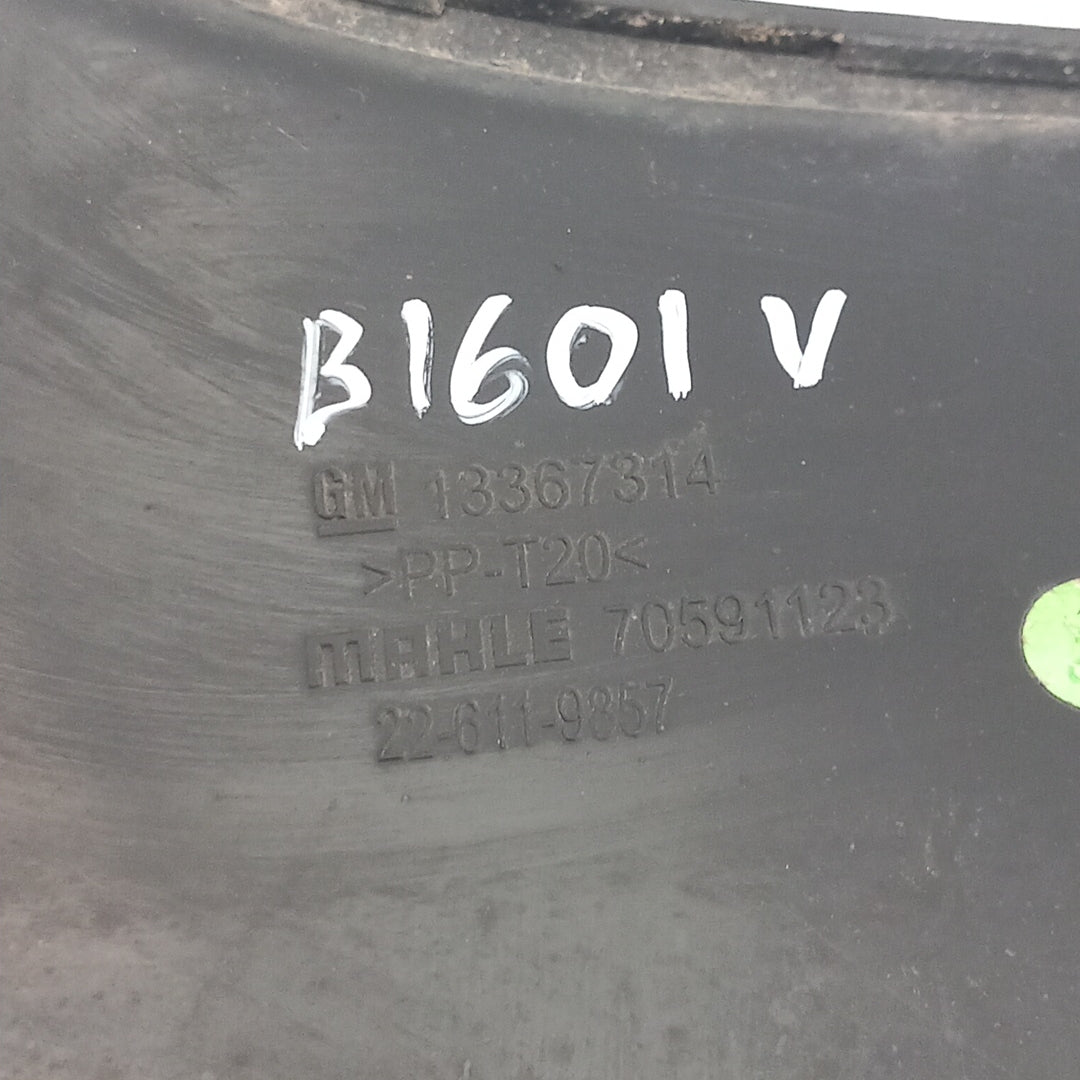 B1601 V
GM 13367314
>PP-T20<
MAHLE 70591123
22-611-9857